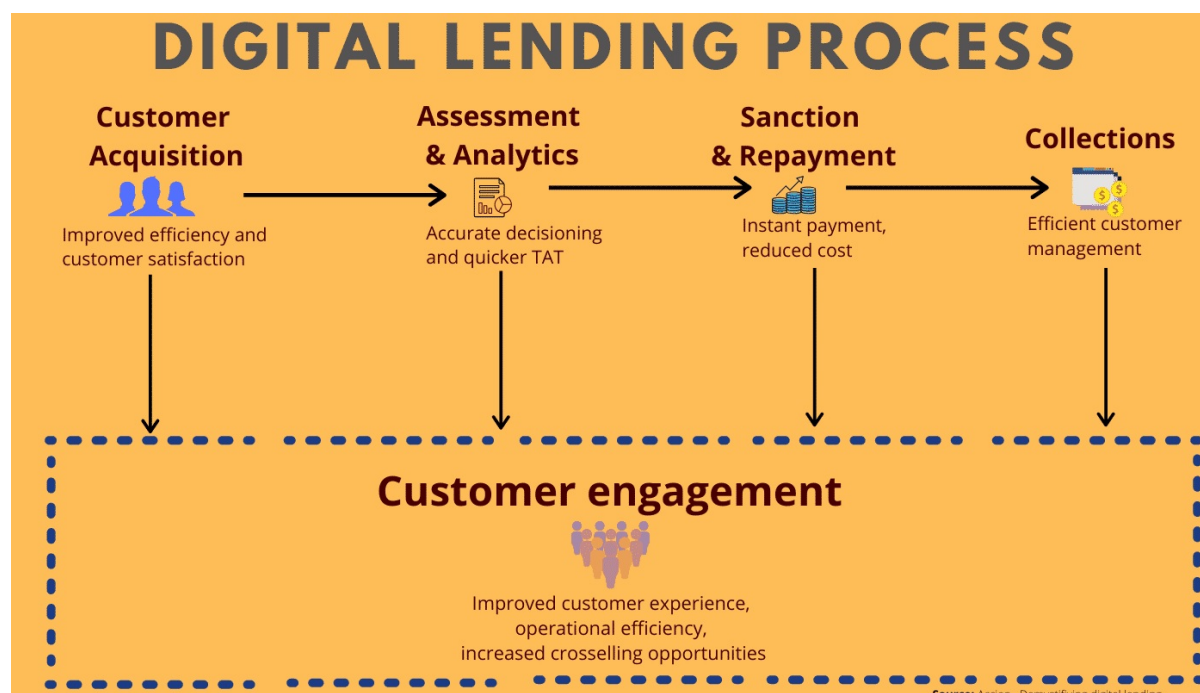 DIGITAL LENDING PROCESS
Customer
Acquisition
Improved efficiency and
customer satisfaction
Assessment
& Analytics
Accurate decisioning
and quicker TAT
Sanction
& Repayment
Instant payment,
reduced cost
Collections
$
$
$
Efficient customer
management
Customer engagement
Improved customer experience,
operational efficiency,
increased crosselling opportunities